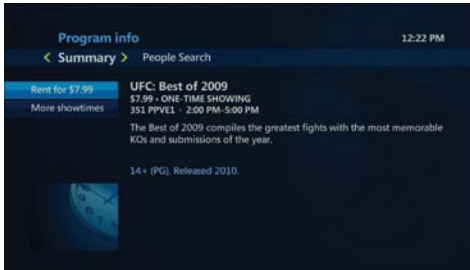 Program info
12:22 PM
< Summary > People Search
Rent for $7.99
More showtimes
UFC: Best of 2009
$7.99 • ONE-TIME SHOWING
351 PPVE1 - 2:00 PM-5:00 PM
The Best of 2009 compiles the greatest fights with the most memorable
KOs and submissions of the year.
14+ (PG), Released 2010.